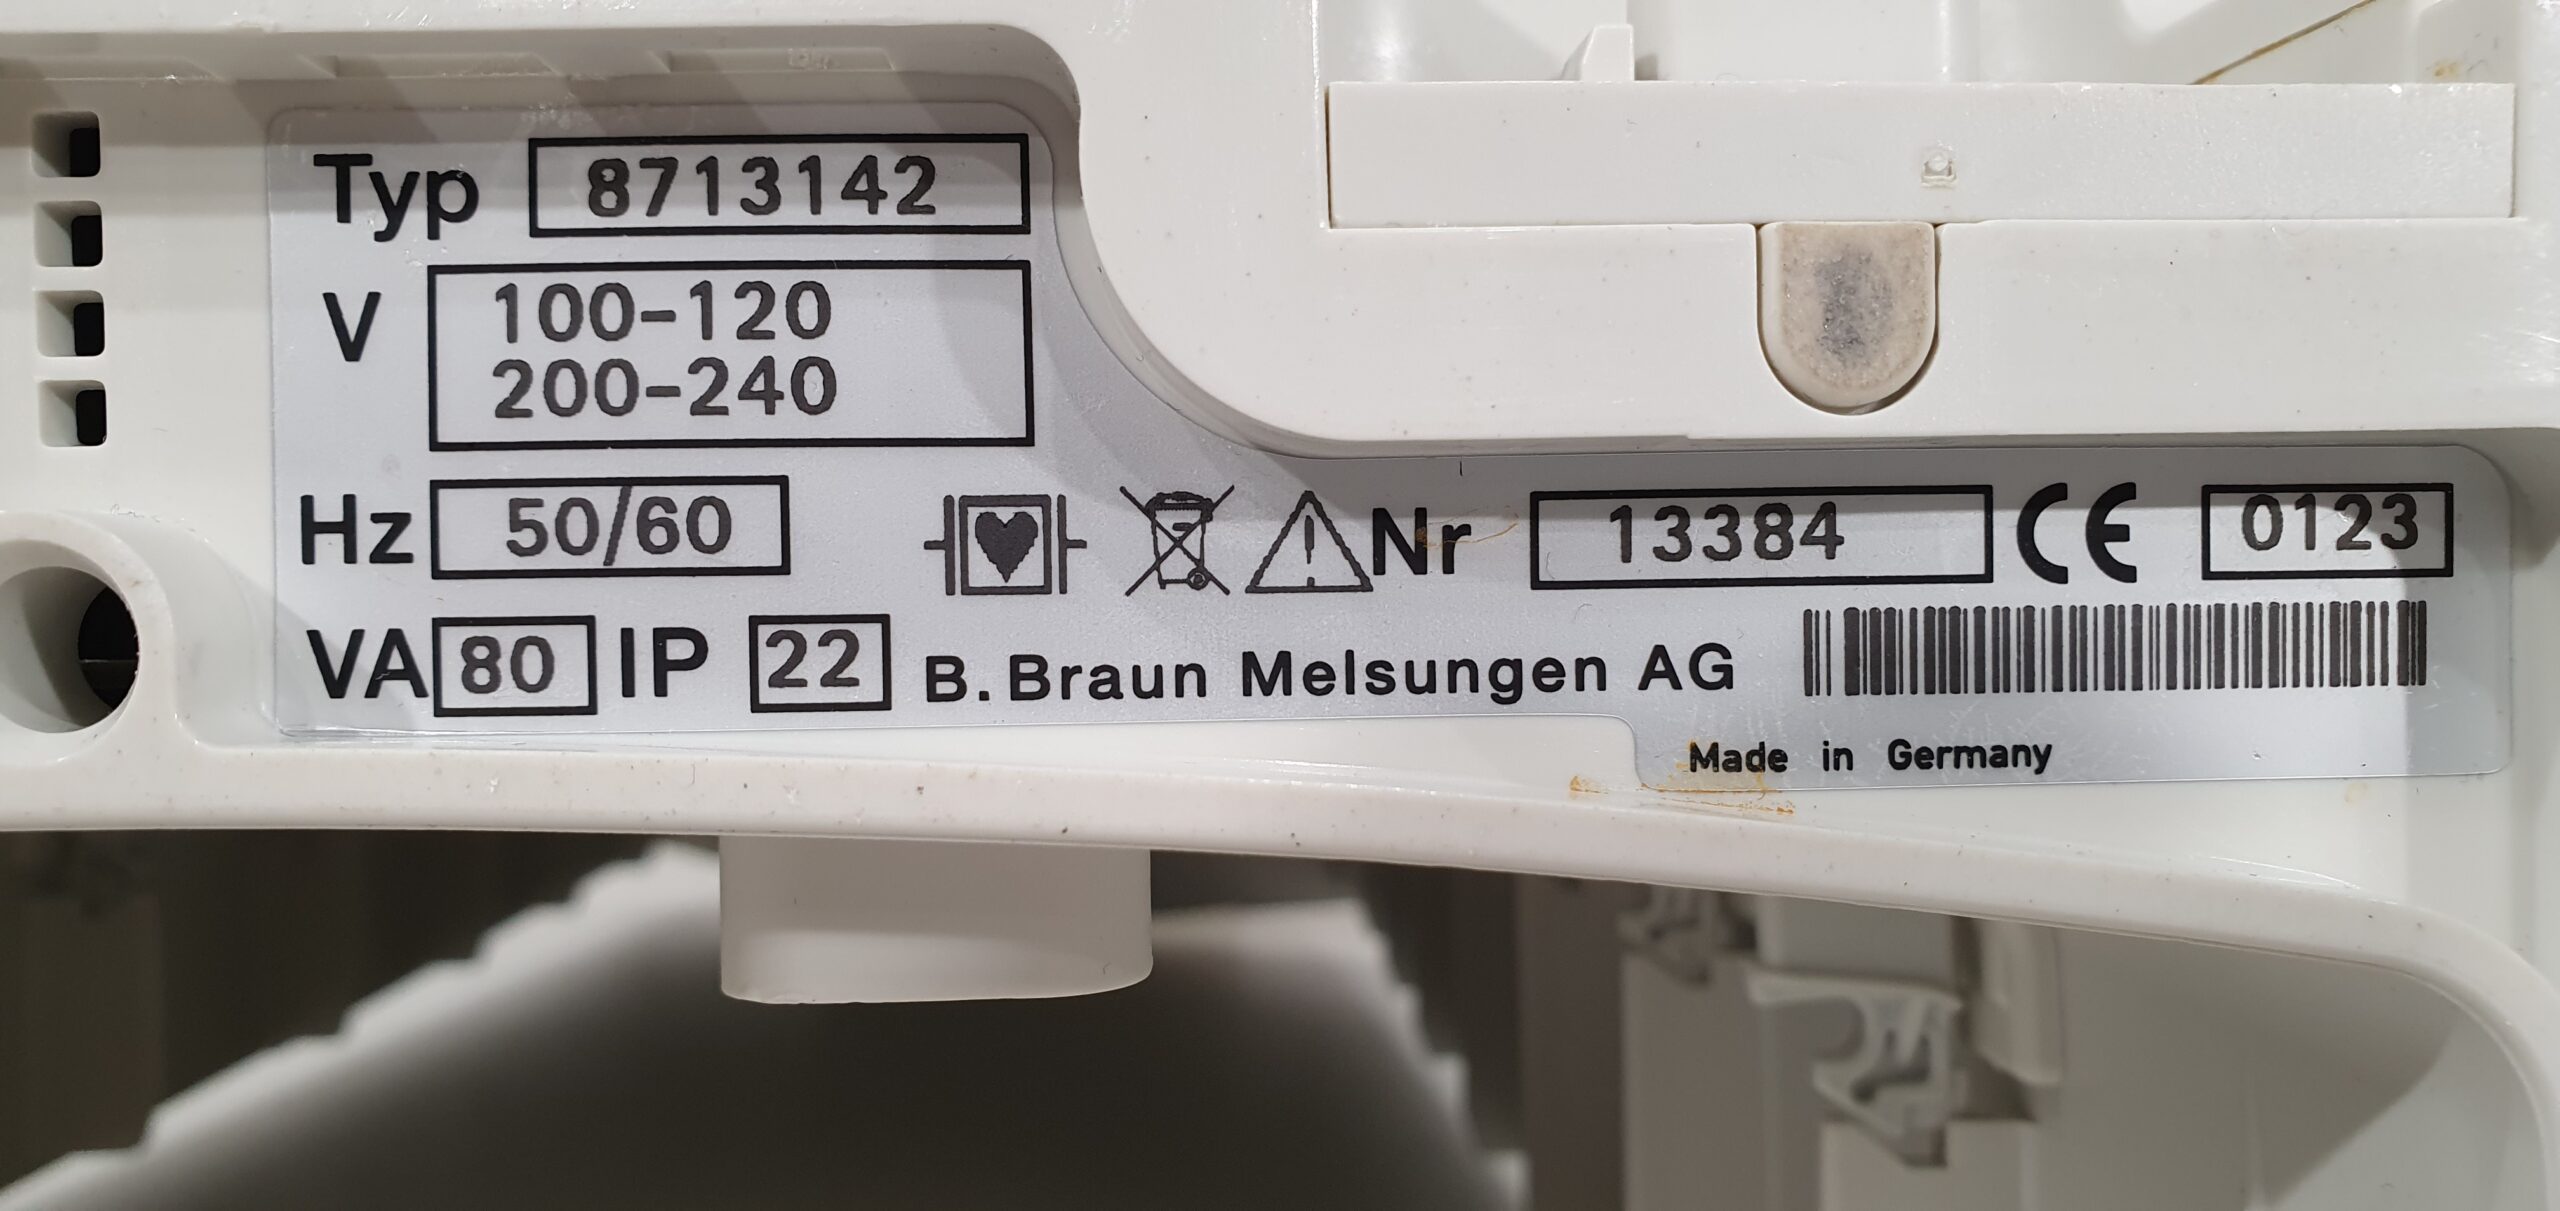 Typ 8713142
V 100-120
200-240
Hz 50/60 Nr 13384 CE 0123
VA 80 IP 22 B. Braun Melsungen AG
Made in Germany